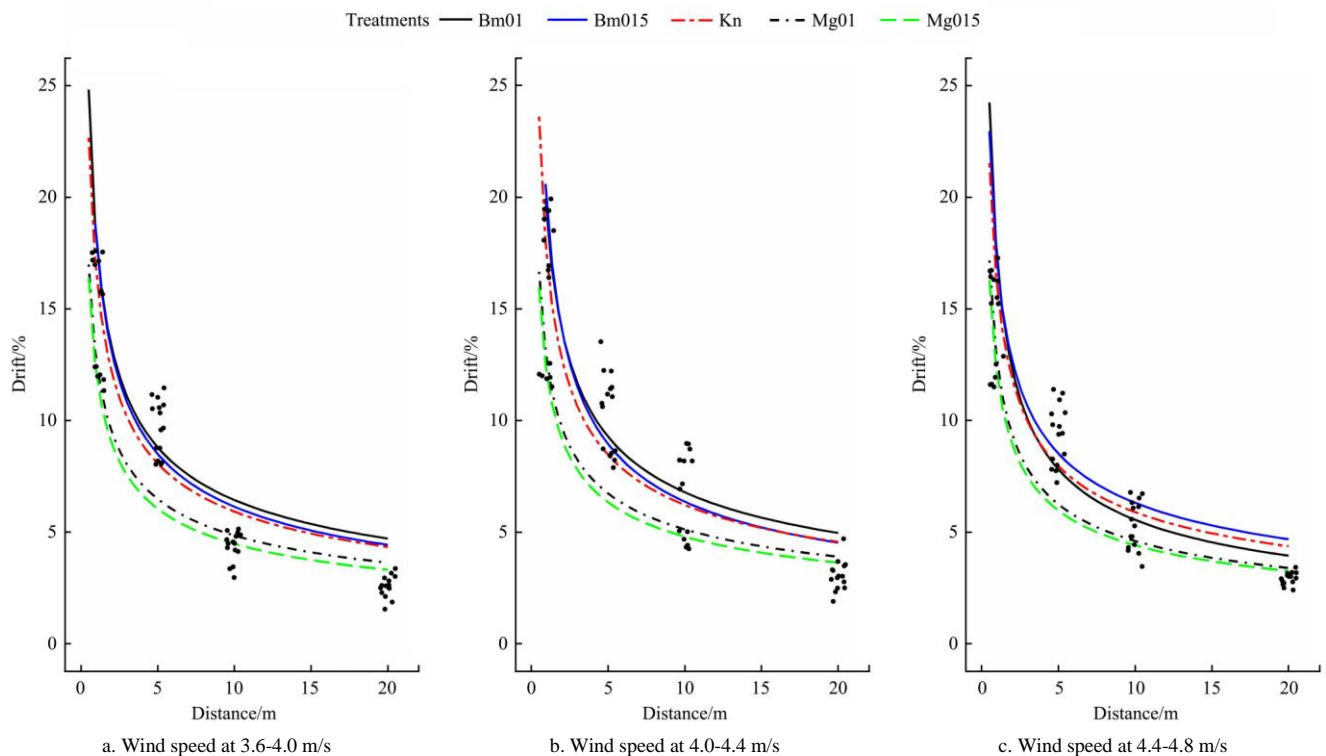 Treatments Bm01 Bm015 Kn Mg01 Mg015
25
20
15
10
5
0
Drift/%
0 5 10 15 20
Distance/m
a. Wind speed at 3.6-4.0 m/s
25
20
15
10
5
0
Drift/%
0 5 10 15 20
Distance/m
b. Wind speed at 4.0-4.4 m/s
25
20
15
10
5
0
Drift/%
0 5 10 15 20
Distance/m
c. Wind speed at 4.4-4.8 m/s